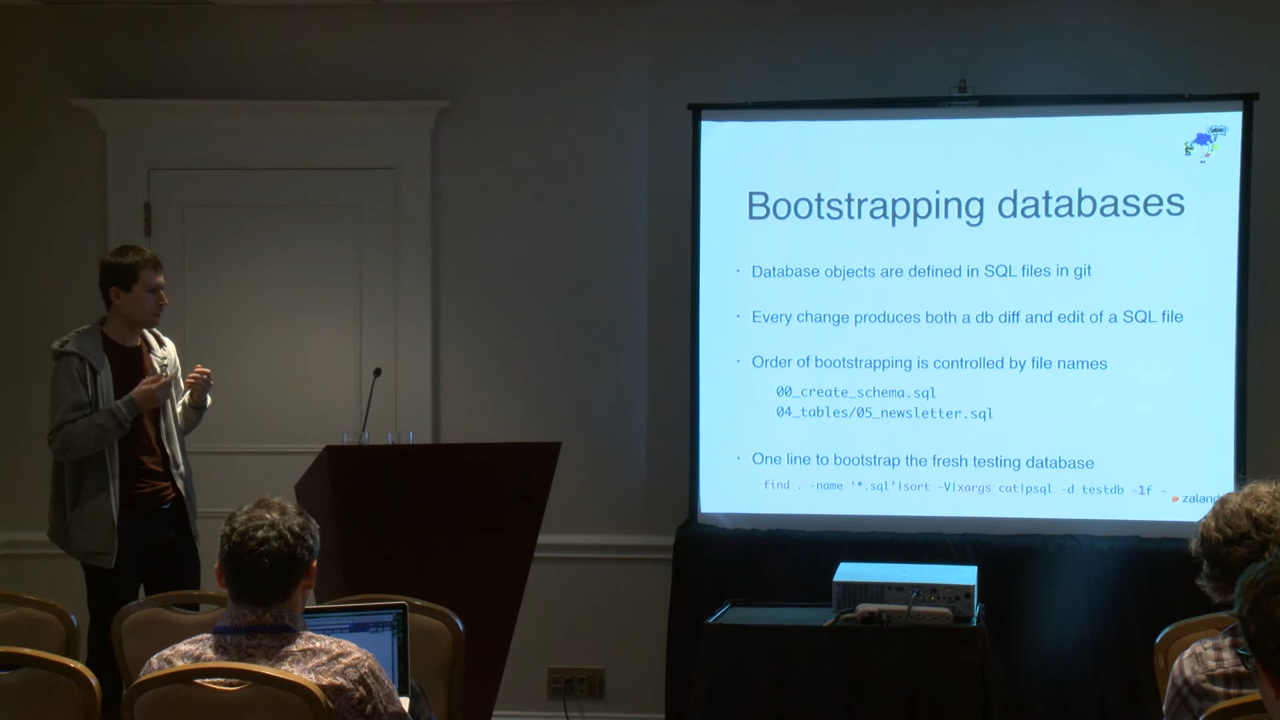 Bootstrapping databases
· Database objects are defined in SQL files in git
· Every change produces both a db diff and edit of a SQL file
· Order of bootstrapping is controlled by file names
00_create_schema.sql
04_tables/05_newsletter.sql
· One line to bootstrap the fresh testing database
find . -name '*.sql'|sort -V|xargs cat|psql -d testdb -1f -
zaland